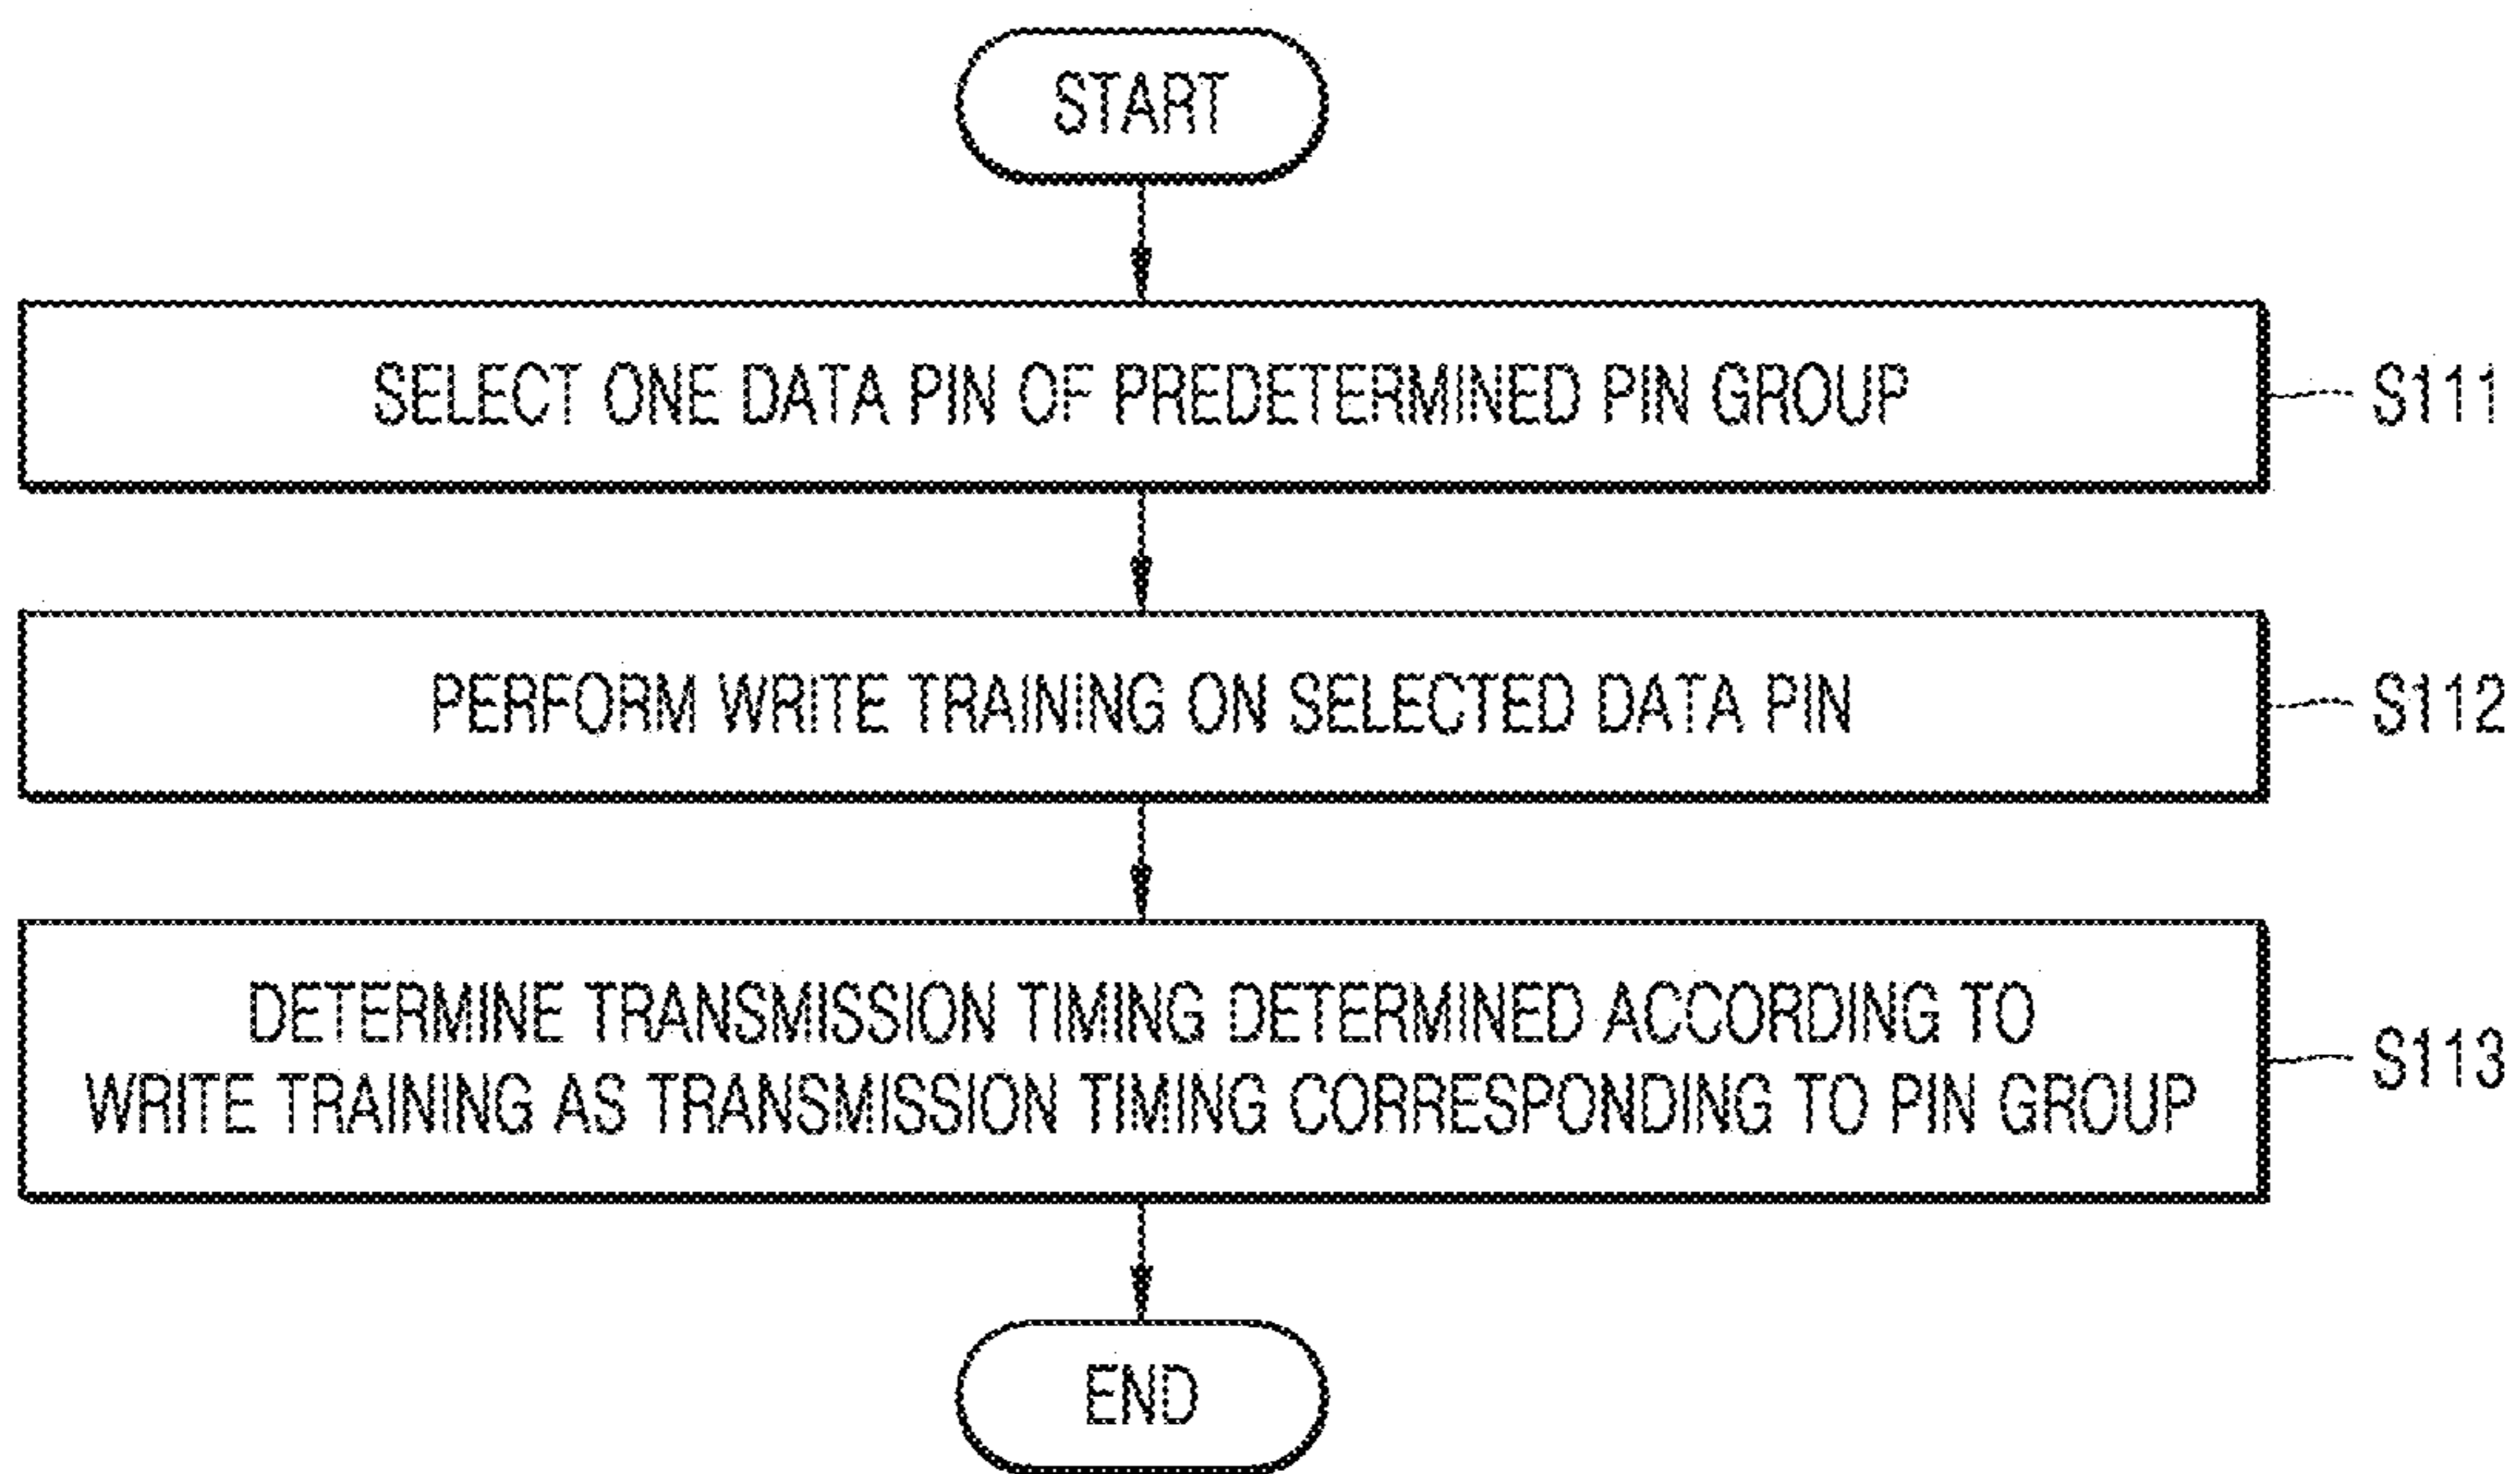 START
SELECT ONE DATA PIN OF PREDETERMINED PIN GROUP
S111
PERFORM WRITE TRAINING ON SELECTED DATA PIN
S112
DETERMINE TRANSMISSION TIMING DETERMINED ACCORDING TO
WRITE TRAINING AS TRANSMISSION TIMING CORRESPONDING TO PIN GROUP
S113
END